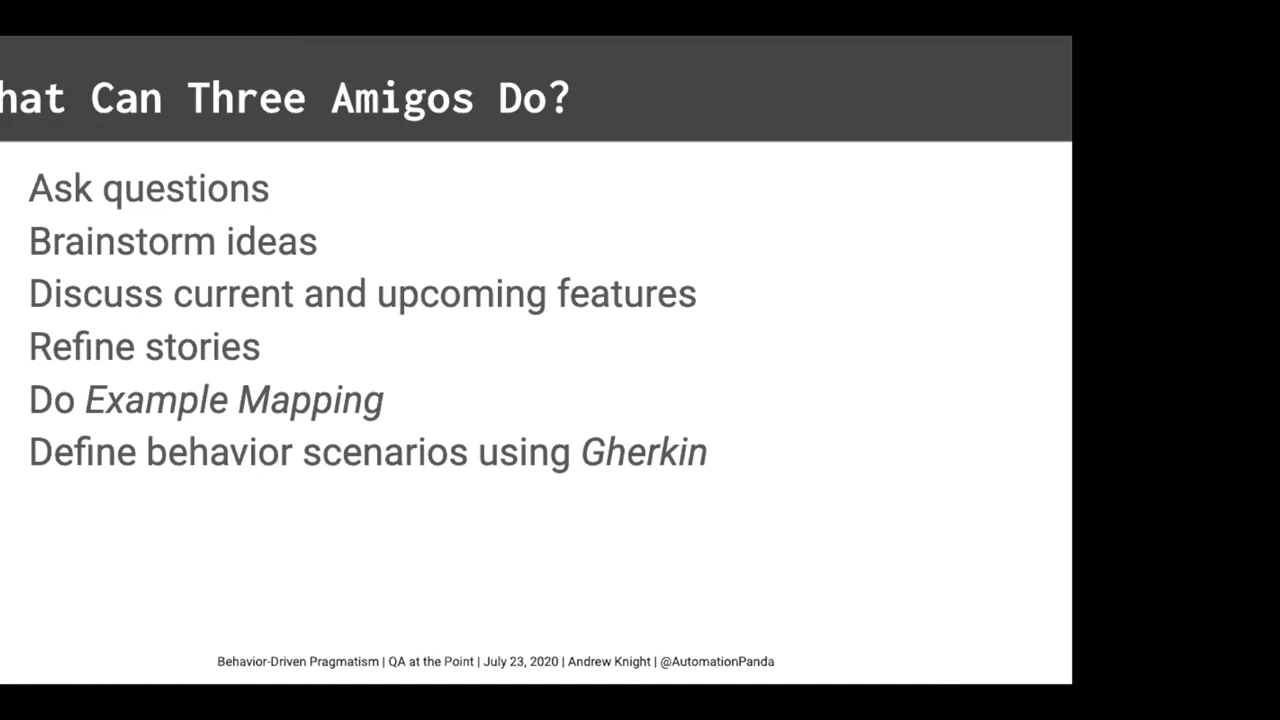 hat Can Three Amigos Do?
Ask questions
Brainstorm ideas
Discuss current and upcoming features
Refine stories
Do Example Mapping
Define behavior scenarios using Gherkin
Behavior-Driven Pragmatism | QA at the Point | July 23, 2020 | Andrew Knight | @AutomationPanda